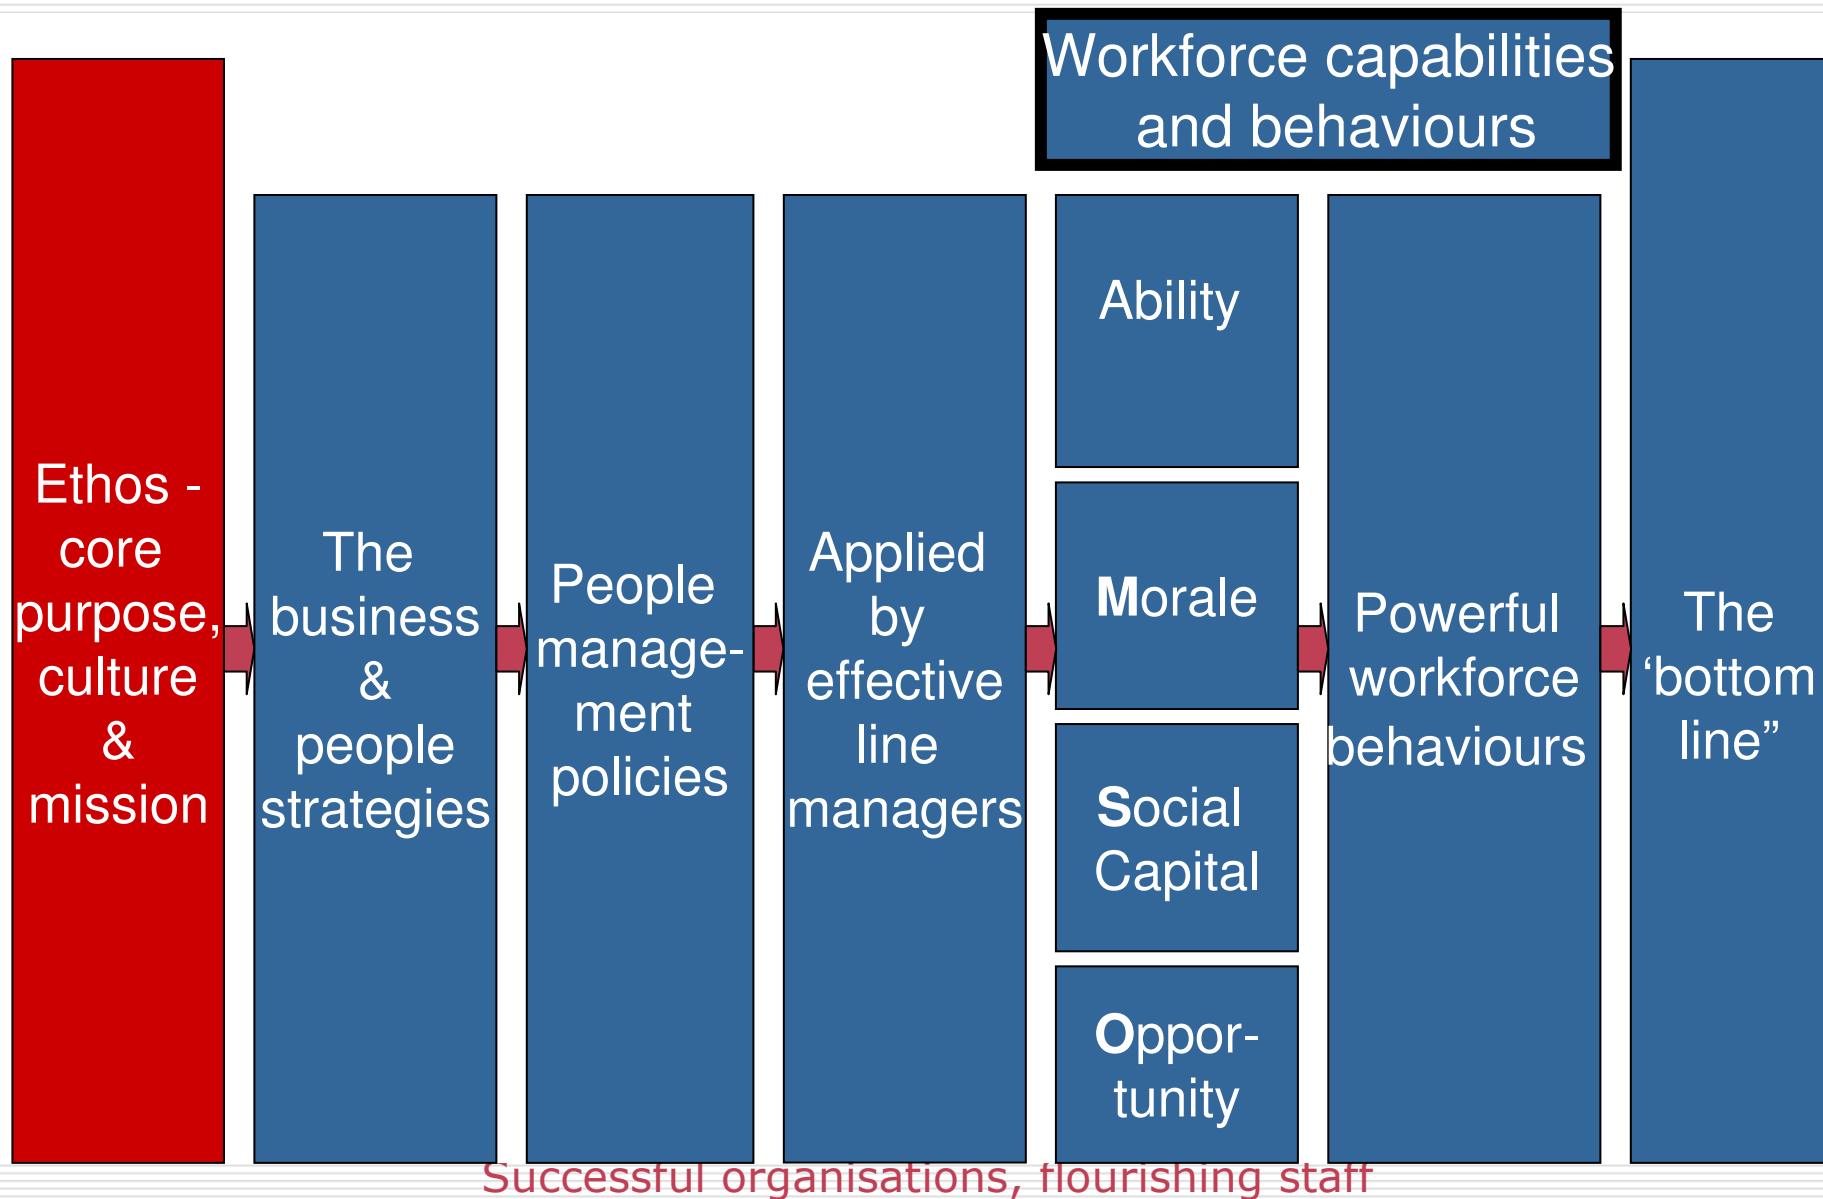 Workforce capabilities
and behaviours
Ethos -
core
purpose,
culture
&
mission
The
business
&
people
strategies
People
manage-
ment
policies
Applied
by
effective
line
managers
Ability
Morale
Social
Capital
Oppor-
tunity
Powerful
workforce
behaviours
The
‘bottom
line”
Successful organisations, flourishing staff